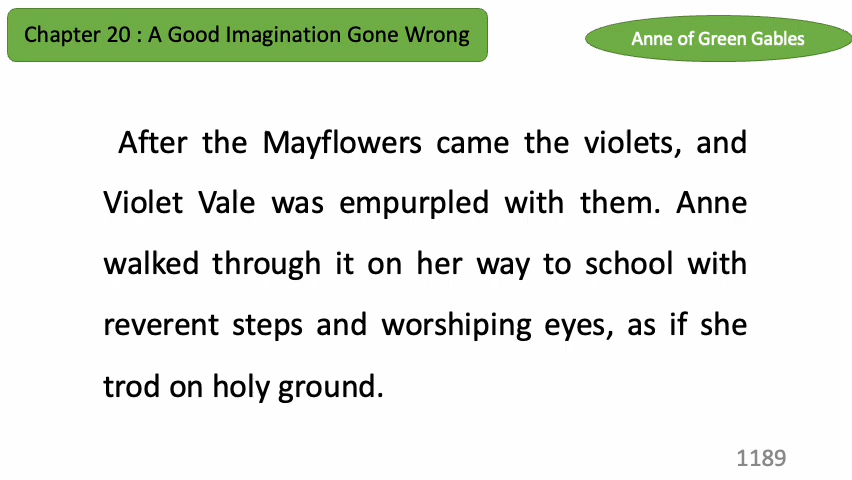 Chapter 20 : A Good Imagination Gone Wrong
Anne of Green Gables
After the Mayflowers came the violets, and
Violet Vale was empurpled with them. Anne
walked through it on her way to school with
reverent steps and worshiping eyes, as if she
trod on holy ground.
1189